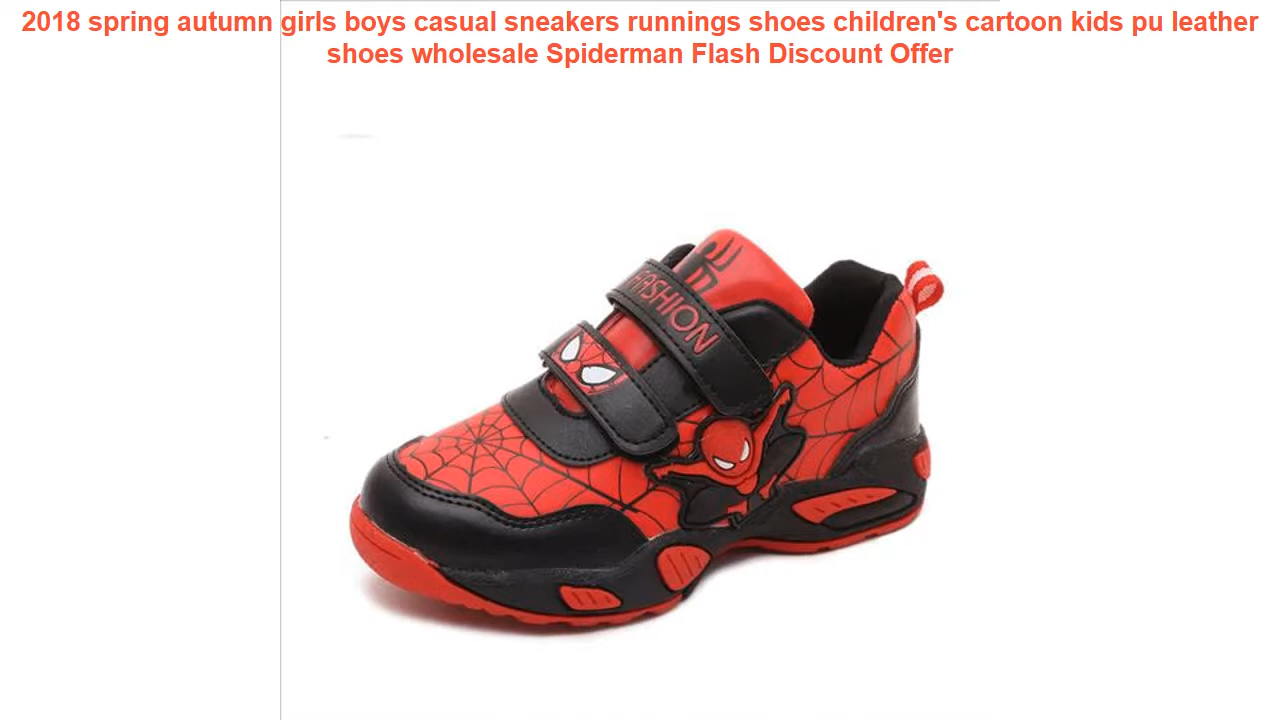 2018 spring autumn girls boys casual sneakers runnings shoes children's cartoon kids pu leather
shoes wholesale Spiderman Flash Discount Offer
FASHION